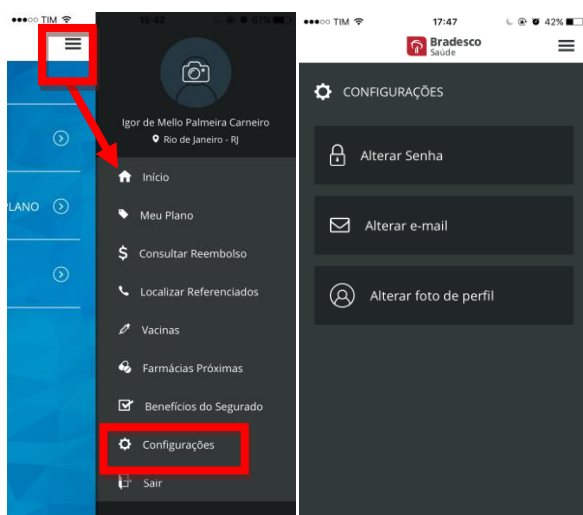 TIM
PLANO
15:42
67%
Igor de Mello Palmeira Carneiro
Rio de Janeiro - RJ
Início
Meu Plano
Consultar Reembolso
Localizar Referenciados
Vacinas
Farmácias Próximas
Benefícios do Segurado
Configurações
Sair
TIM
17:47
42%
Bradesco
Saúde
CONFIGURAÇÕES
Alterar Senha
Alterar e-mail
Alterar foto de perfil